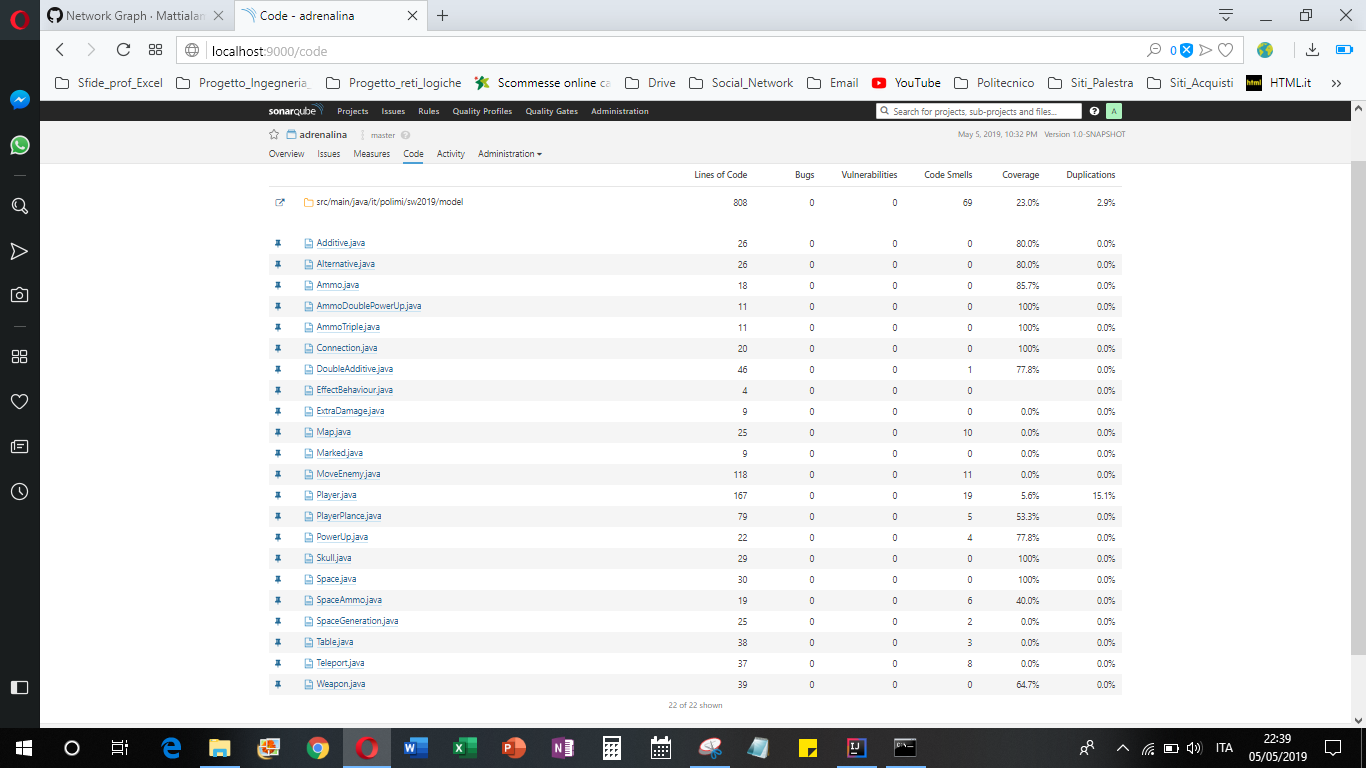 Network Graph · Mattialan
Code - adrenalina
localhost:9000/code
0
Sfide_prof_Excel Progetto_Ingegneria_ Progetto_reti_logiche Scommesse online ca Drive Social_Network Email YouTube Politecnico Siti_Palestra Siti_Acquisti html HTML.it
sonarqube Projects Issues Rules Quality Profiles Quality Gates Administration Search for projects, sub-projects and files... ? A
adrenalina master ? May 5, 2019, 10:32 PM Version 1.0-SNAPSHOT
Overview Issues Measures Code Activity Administration
Lines of Code Bugs Vulnerabilities Code Smells Coverage Duplications
src/main/java/it/polimi/sw2019/model 808 0 0 69 23.0% 2.9%
Additive.java 26 0 0 0 80.0% 0.0%
Alternative.java 26 0 0 0 80.0% 0.0%
Ammo.java 18 0 0 0 85.7% 0.0%
AmmoDoublePowerUp.java 11 0 0 0 100% 0.0%
AmmoTriple.java 11 0 0 0 100% 0.0%
Connection.java 20 0 0 0 100% 0.0%
DoubleAdditive.java 46 0 0 1 77.8% 0.0%
EffectBehaviour.java 4 0 0 0 0.0%
ExtraDamage.java 9 0 0 0 0.0% 0.0%
Map.java 25 0 0 10 0.0% 0.0%
Marked.java 9 0 0 0 0.0% 0.0%
MoveEnemy.java 118 0 0 11 0.0% 0.0%
Player.java 167 0 0 19 5.6% 15.1%
PlayerPlance.java 79 0 0 5 53.3% 0.0%
PowerUp.java 22 0 0 4 77.8% 0.0%
Skull.java 29 0 0 0 100% 0.0%
Space.java 30 0 0 0 100% 0.0%
SpaceAmmo.java 19 0 0 6 40.0% 0.0%
SpaceGeneration.java 25 0 0 2 0.0% 0.0%
Table.java 38 0 0 3 0.0% 0.0%
Teleport.java 37 0 0 8 0.0% 0.0%
Weapon.java 39 0 0 0 64.7% 0.0%
22 of 22 shown
ITA
22:39
05/05/2019